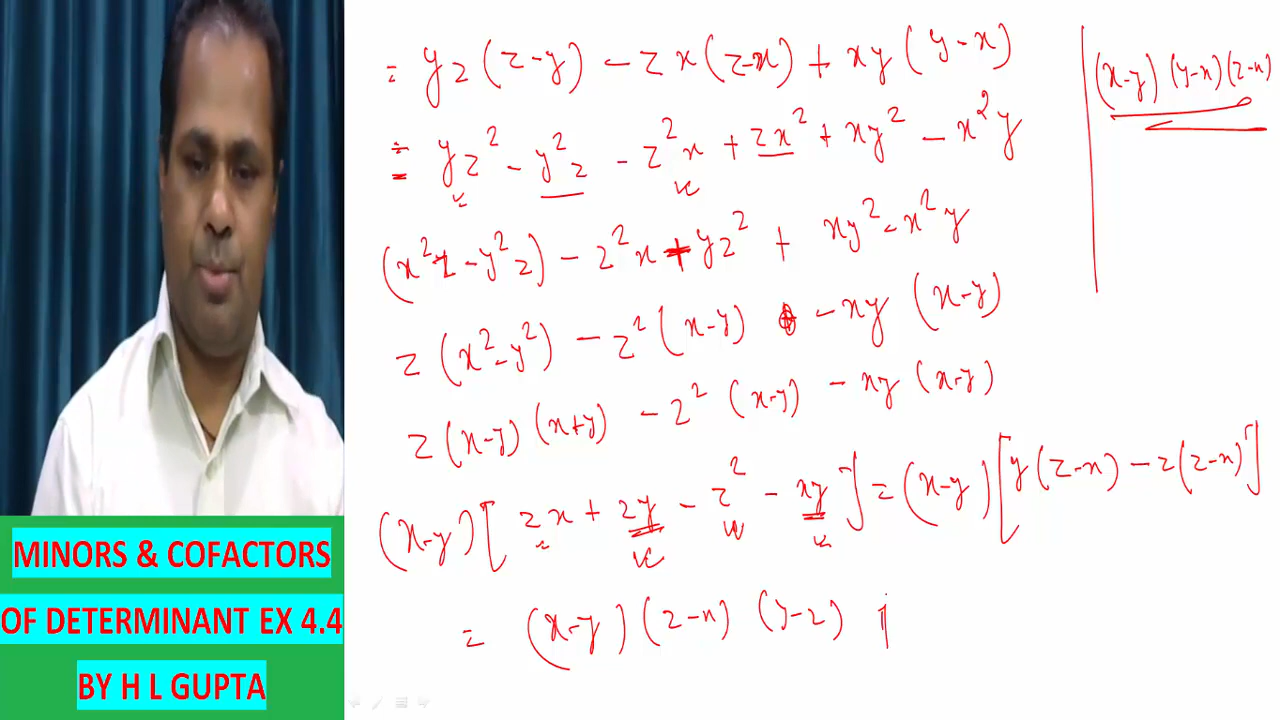 = yz(z-y) - zx(z-x) + xy(y-x)
= yz² - y²z - z²x + zx² + xy² - x²y
(x²z - y²z) - z²x + yz² + xy² - x²y
z(x²-y²) - z²(x-y) - xy(x-y)
z(x-y)(x+y) - z²(x-y) - xy(x-y)
(x-y)[zx + zy - z² - xy] = (x-y)[y(z-x) - z(z-x)]
= (x-y)(z-x)(y-z)
(x-y)(y-x)(z-x)
MINORS & COFACTORS
OF DETERMINANT EX 4.4
BY H L GUPTA